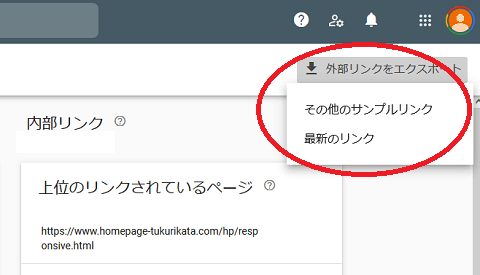 外部リンクをエクスポート
その他のサンプルリンク
最新のリンク
内部リンク
上位のリンクされているページ
https://www.homepage-tukurikata.com/hp/resp
onsive.html